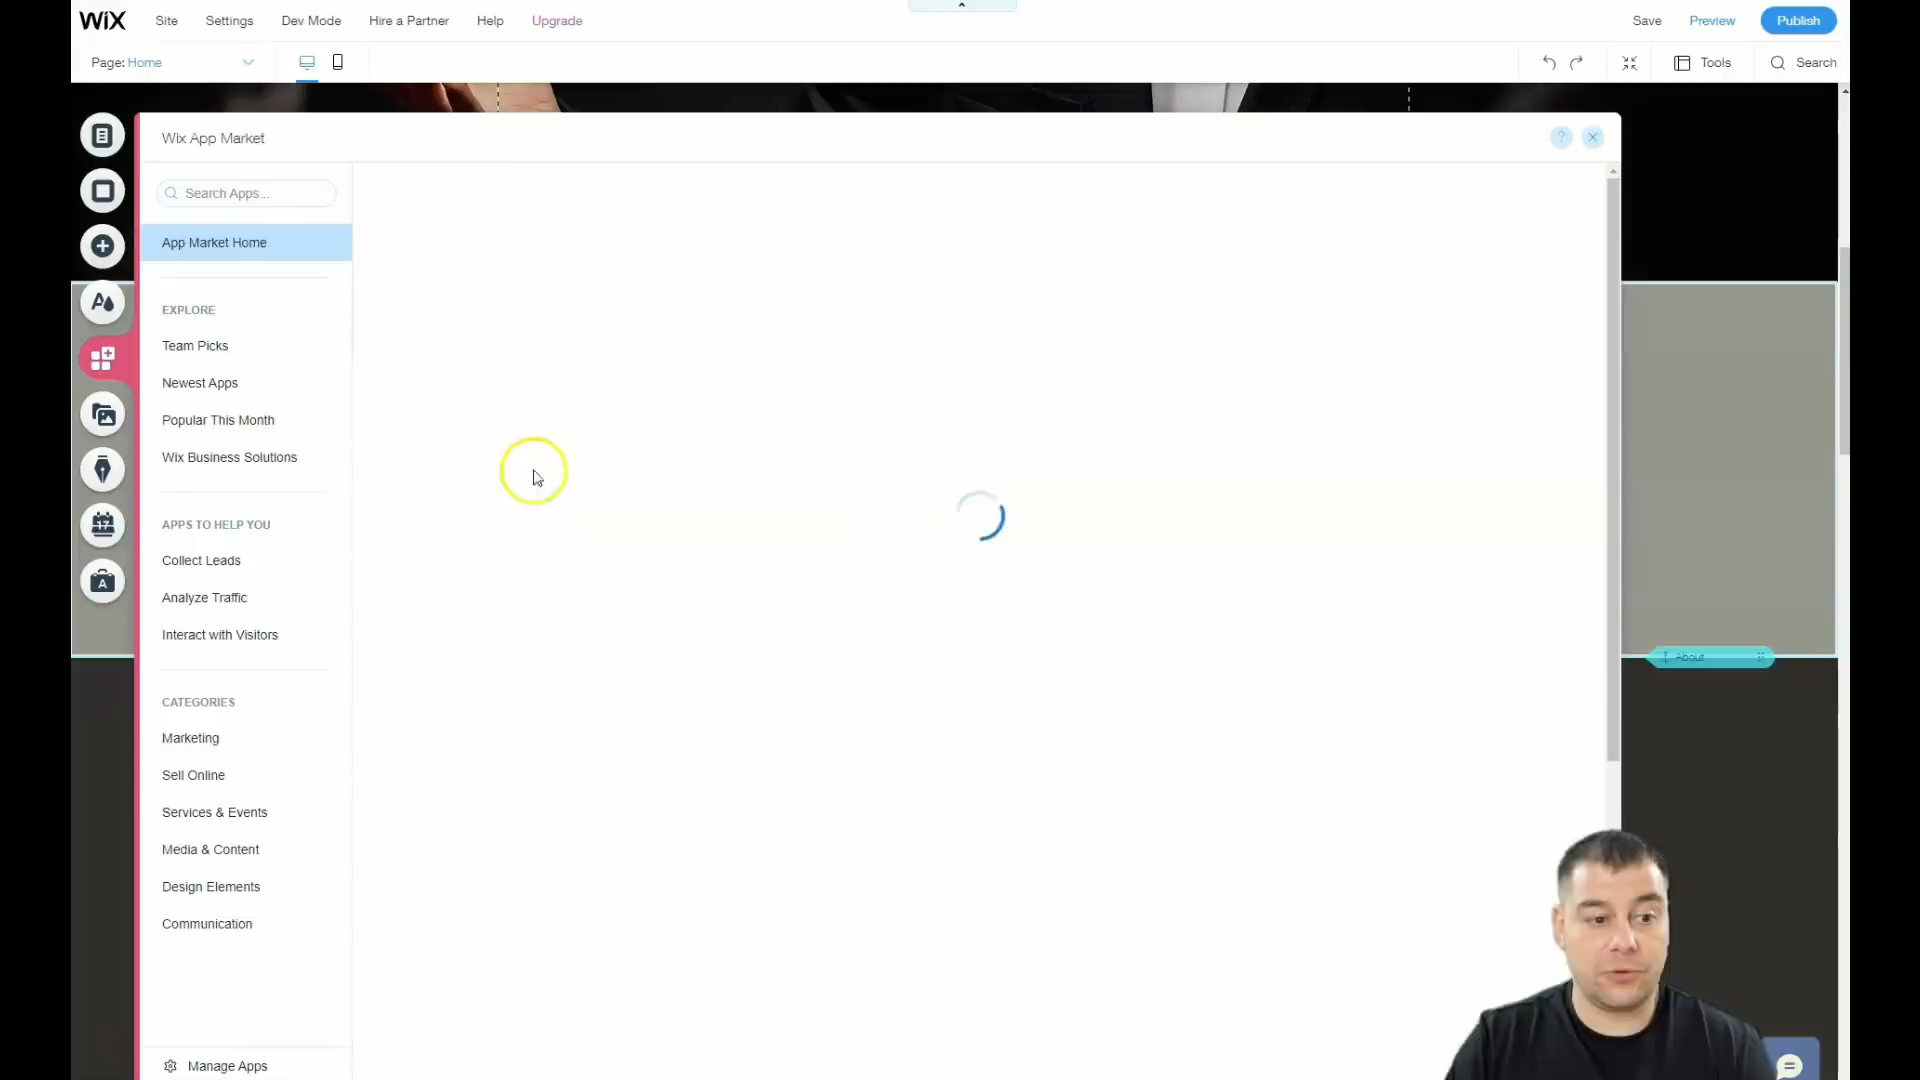 WiX Site Settings Dev Mode Hire a Partner Help Upgrade Save Preview Publish
Page: Home Tools Search
Wix App Market ?
Search Apps...
App Market Home
EXPLORE
Team Picks
Newest Apps
Popular This Month
Wix Business Solutions
APPS TO HELP YOU
Collect Leads
Analyze Traffic
Interact with Visitors
CATEGORIES
Marketing
Sell Online
Services & Events
Media & Content
Design Elements
Communication
Manage Apps
A
17
A
About